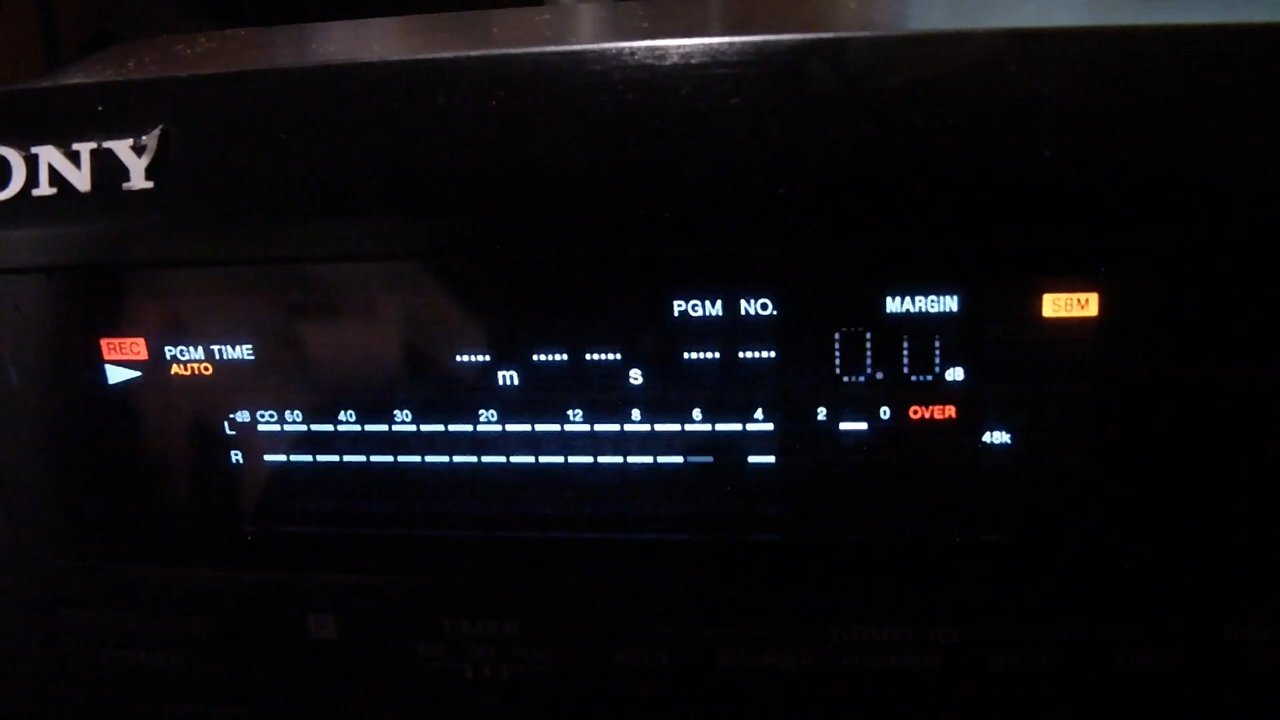 ONY
PGM NO. MARGIN SBM
REC PGM TIME
AUTO
m s dB
-dB ∞ 60 40 30 20 12 8 6 4 2 0 OVER
L
48k
R